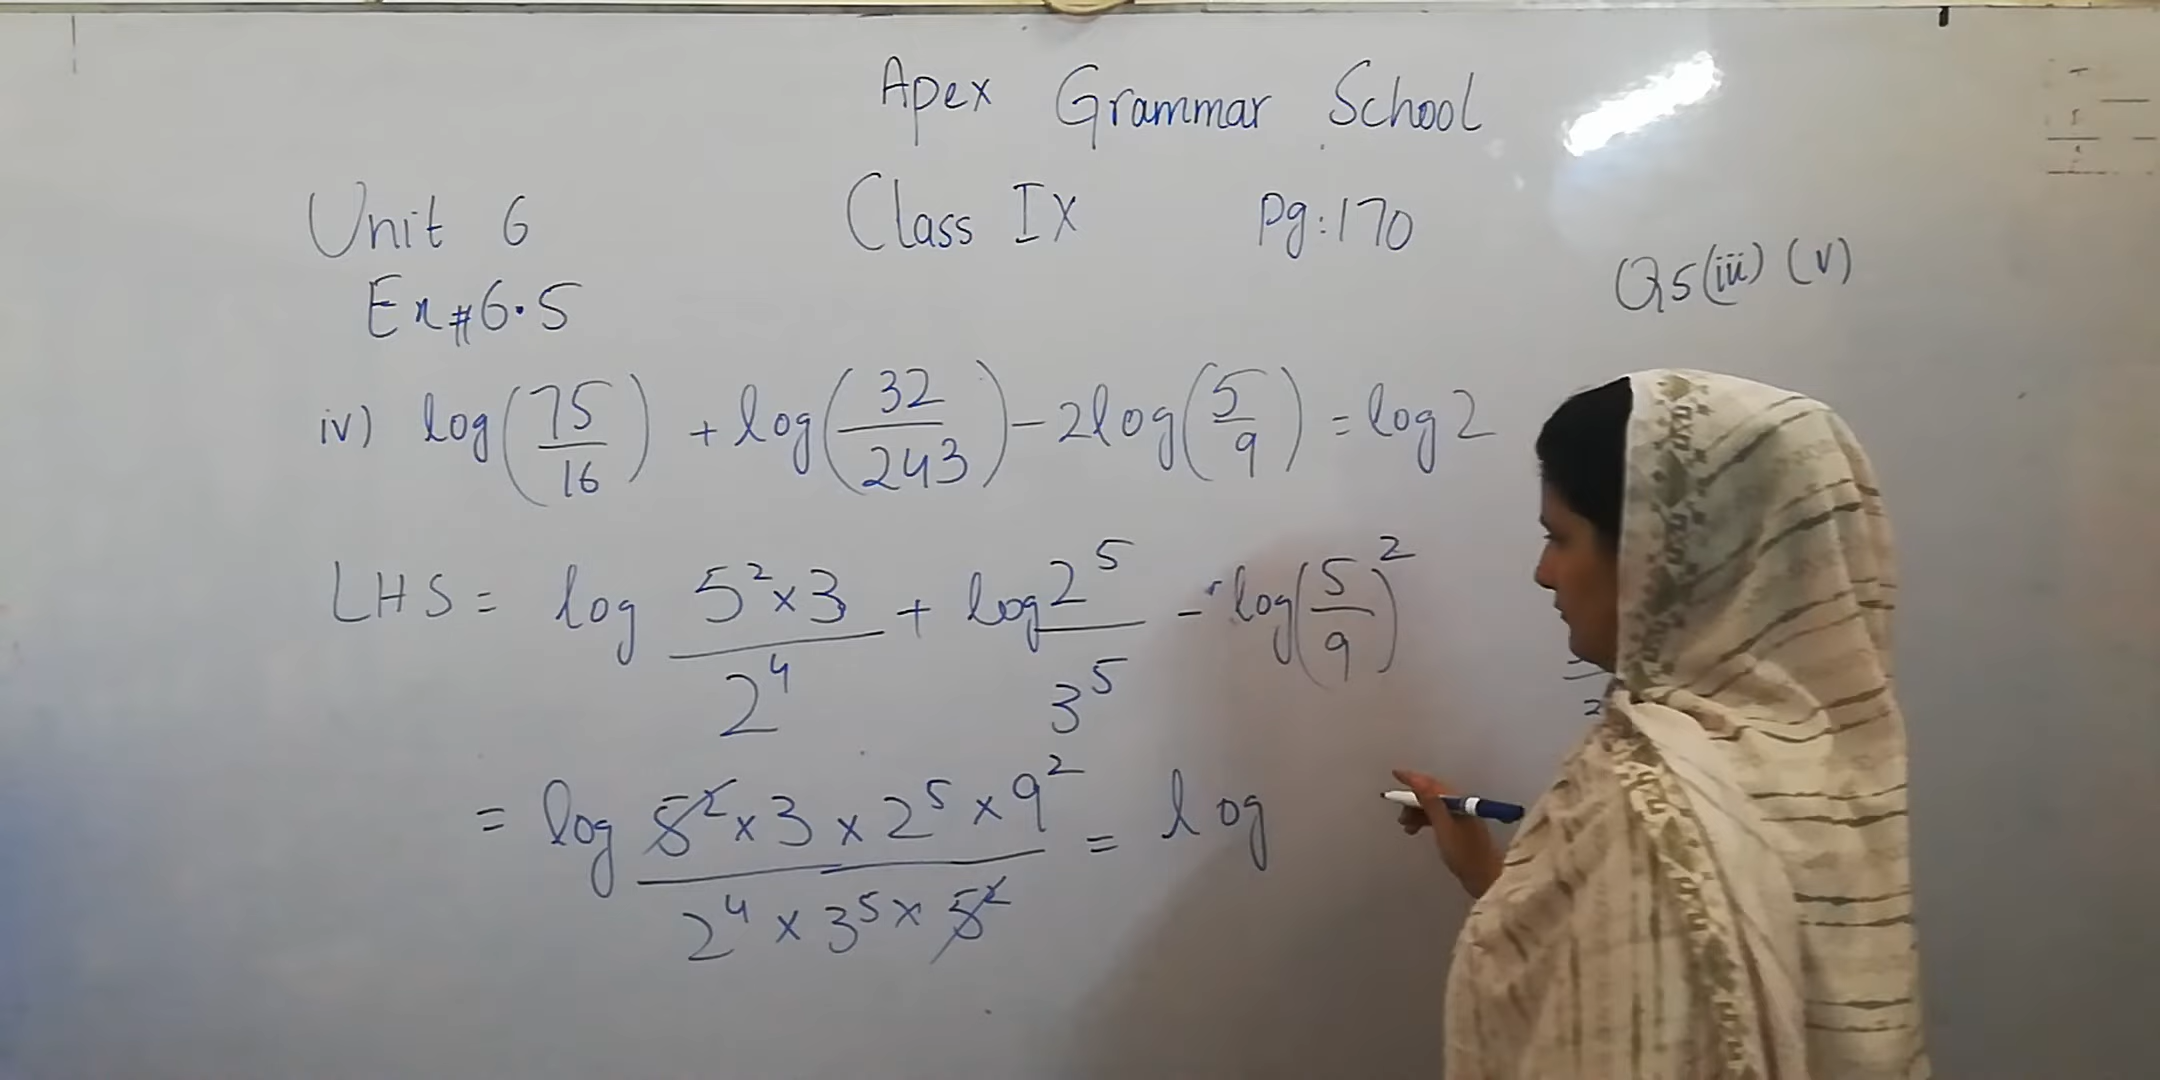 Apex Grammar School
Unit 6 Class IX Pg:170
Q5(iii) (v)
Ex#6.5
iv) log(75/16) + log(32/243) - 2log(5/9) = log2
LHS = log 5²×3/2⁴ + log 2⁵/3⁵ - log(5/9)²
= log 5²×3×2⁵×9²/2⁴×3⁵×5² = log